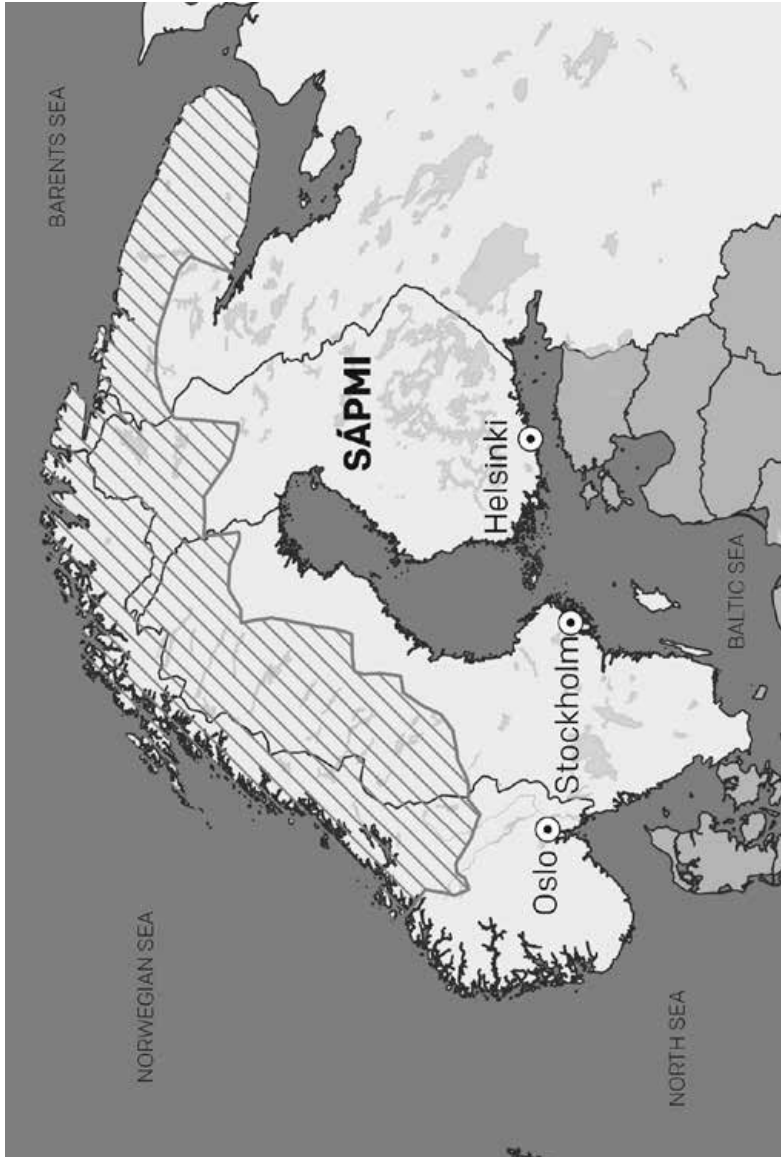 BARENTS SEA
NORWEGIAN SEA
SÁPMI
Helsinki
Stockholm
Oslo
BALTIC SEA
NORTH SEA